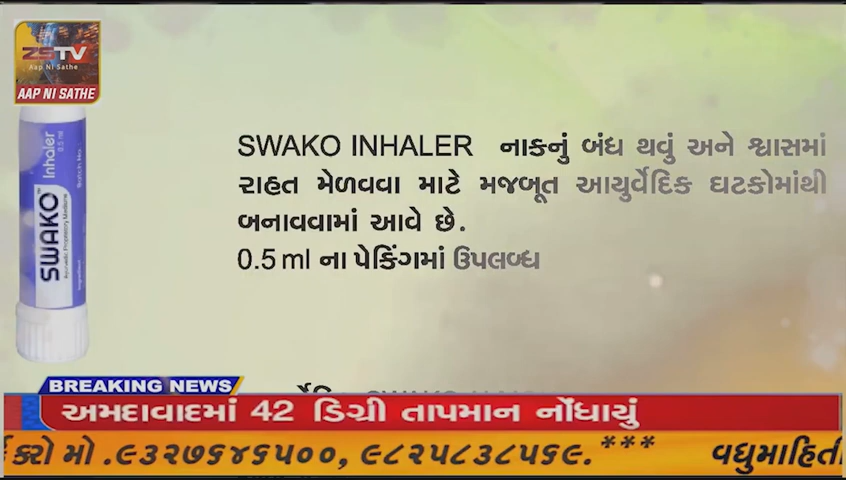 ZSTV
Aap Ni Sathe
AAP NI SATHE
SWAKO INHALER નાકનું બંધ થવું અને શ્વાસમાં
રાહત મેળવવા માટે મજબૂત આયુર્વેદિક ઘટકોમાંથી
બનાવવામાં આવે છે.
0.5 ml ના પેકિંગમાં ઉપલબ્ધ
SWAKO
Inhaler
BREAKING NEWS
અમદાવાદમાં 42 ડિગ્રી તાપમાન નોંધાયું
કરો મો .૯૩૨૭૬૪૬૫૦૦, ૯૮૨૫૮૩૮૫૬૯.*** વધુમાહિતી